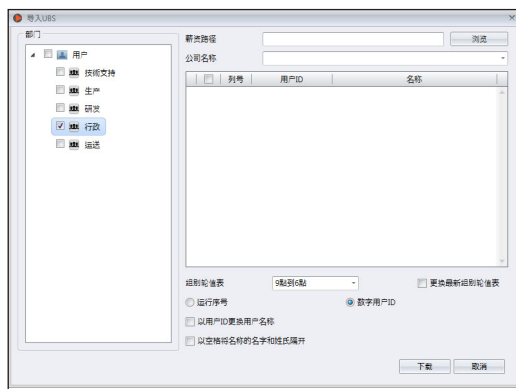 导入UBS
部门
用户
技術支持
生产
研发
行政
运送
薪资路径
浏览
公司名称
列号 用户ID 名称
组别轮值表 9點到6點 更换最新组别轮值表
运行序号 数字用户ID
以用户ID更换用户名称
以空格将名称的名字和姓氏隔开
下载 取消